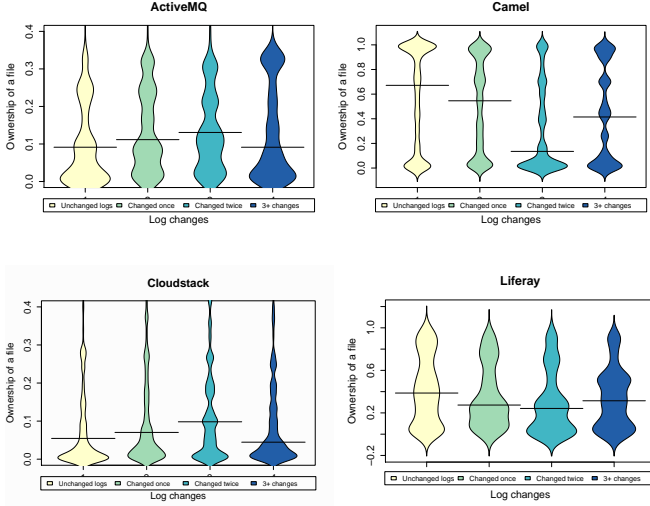 ActiveMQ
Ownership of a file
0.0 0.1 0.2 0.3 0.4
Unchanged logs Changed once Changed twice 3+ changes
Log changes
Camel
Ownership of a file
0.0 0.2 0.4 0.6 0.8 1.0
Unchanged logs Changed once Changed twice 3+ changes
Log changes
Cloudstack
Ownership of a file
0.0 0.1 0.2 0.3 0.4
Unchanged logs Changed once Changed twice 3+ changes
Log changes
Liferay
Ownership of a file
−0.2 0.2 0.6 1.0
Unchanged logs Changed once Changed twice 3+ changes
Log changes